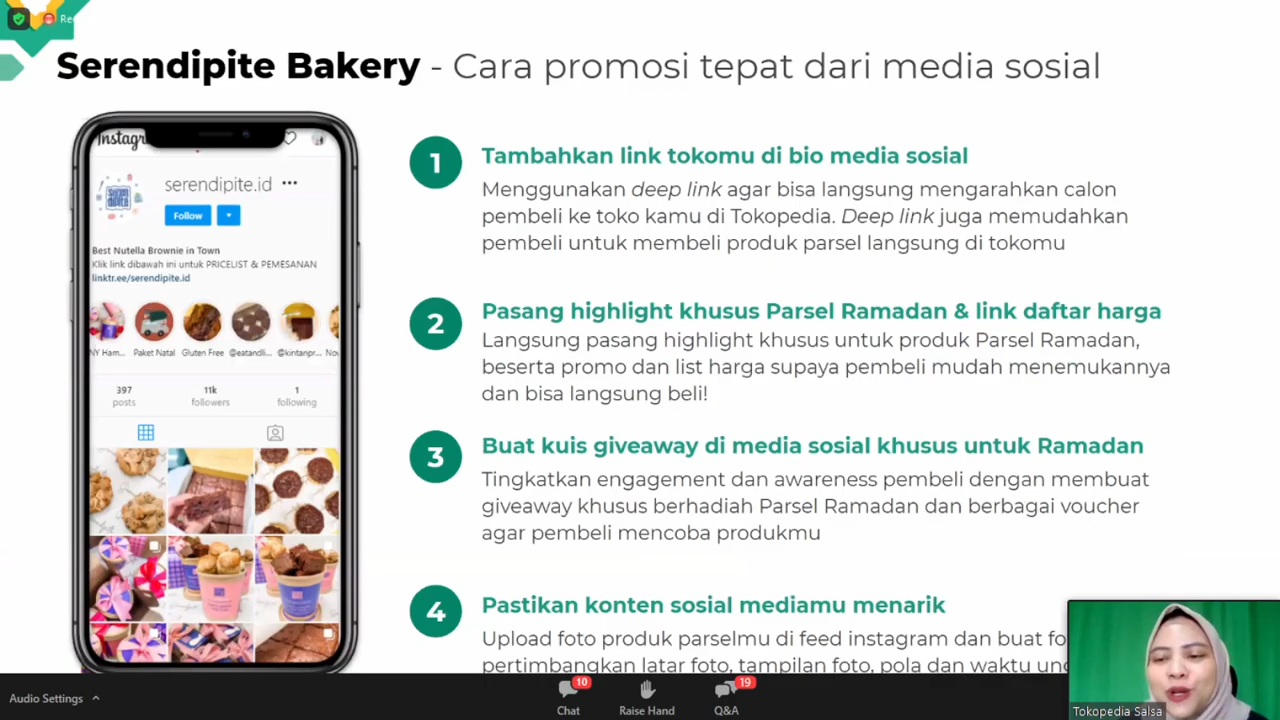 Serendipite Bakery - Cara promosi tepat dari media sosial
serendipite.id
Follow
Best Nutella Brownie in Town
Klik link dibawah ini untuk PRICELIST & PEMESANAN
linktr.ee/serendipite.id
NY Ham... Paket Natal Gluten Free @eatandli... @kintanpr...
397 11k 1
posts followers following
1
Tambahkan link tokomu di bio media sosial
Menggunakan deep link agar bisa langsung mengarahkan calon
pembeli ke toko kamu di Tokopedia. Deep link juga memudahkan
pembeli untuk membeli produk parsel langsung di tokomu
2
Pasang highlight khusus Parsel Ramadan & link daftar harga
Langsung pasang highlight khusus untuk produk Parsel Ramadan,
beserta promo dan list harga supaya pembeli mudah menemukannya
dan bisa langsung beli!
3
Buat kuis giveaway di media sosial khusus untuk Ramadan
Tingkatkan engagement dan awareness pembeli dengan membuat
giveaway khusus berhadiah Parsel Ramadan dan berbagai voucher
agar pembeli mencoba produkmu
4
Pastikan konten sosial mediamu menarik
Upload foto produk parselmu di feed instagram dan buat
pertimbangkan latar foto, tampilan foto, pola dan waktu
Tokopedia Salsa
Audio Settings
10
Chat
Raise Hand
19
Q&A